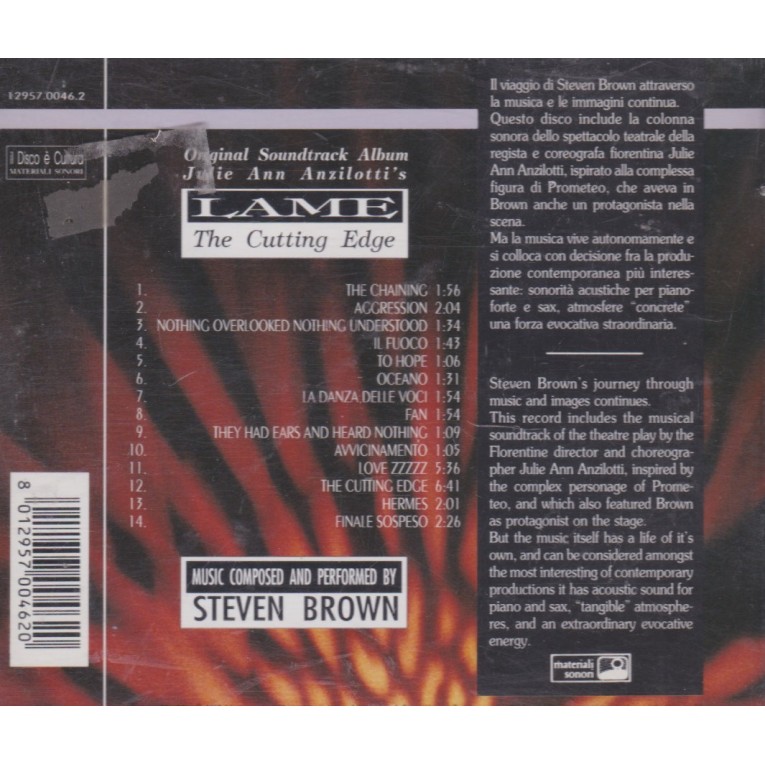 12957.0046.2
Il Disco è Cultura
MATERIALI SONORI
Original Soundtrack Album
Julie Ann Anzilotti's
LAME
The Cutting Edge
1. THE CHAINING 1:56
2. AGGRESSION 2:04
3. NOTHING OVERLOOKED NOTHING UNDERSTOOD 1:34
4. IL FUOCO 1:43
5. TO HOPE 1:06
6. OCEANO 1:31
7. LA DANZA DELLE VOCI 1:54
8. FAN 1:54
9. THEY HAD EARS AND HEARD NOTHING 1:09
10. AVVICINAMENTO 1:05
11. LOVE ZZZZZ 5:36
12. THE CUTTING EDGE 6:41
13. HERMES 2:01
14. FINALE SOSPESO 2:26
MUSIC COMPOSED AND PERFORMED BY
STEVEN BROWN
8 012957 004620
Il viaggio di Steven Brown attraverso
la musica e le immagini continua.
Questo disco include la colonna
sonora dello spettacolo teatrale della
regista e coreografa fiorentina Julie
Ann Anzilotti, ispirato alla complessa
figura di Prometeo, che aveva in
Brown anche un protagonista nella
scena.
Ma la musica vive autonomamente e
si colloca con decisione fra la produ-
zione contemporanea più interes-
sante: sonorità acustiche per piano-
forte e sax, atmosfere "concrete"
una forza evocativa straordinaria.
Steven Brown's journey through
music and images continues.
This record includes the musical
soundtrack of the theatre play by the
Florentine director and choreogra-
pher Julie Ann Anzilotti, inspired by
the complex personage of Prome-
teo, and which also featured Brown
as protagonist on the stage.
But the music itself has a life of it's
own, and can be considered amongst
the most interesting of contemporary
productions it has acoustic sound for
piano and sax, "tangible" atmosphe-
res, and an extraordinary evocative
energy.
materiali
sonori